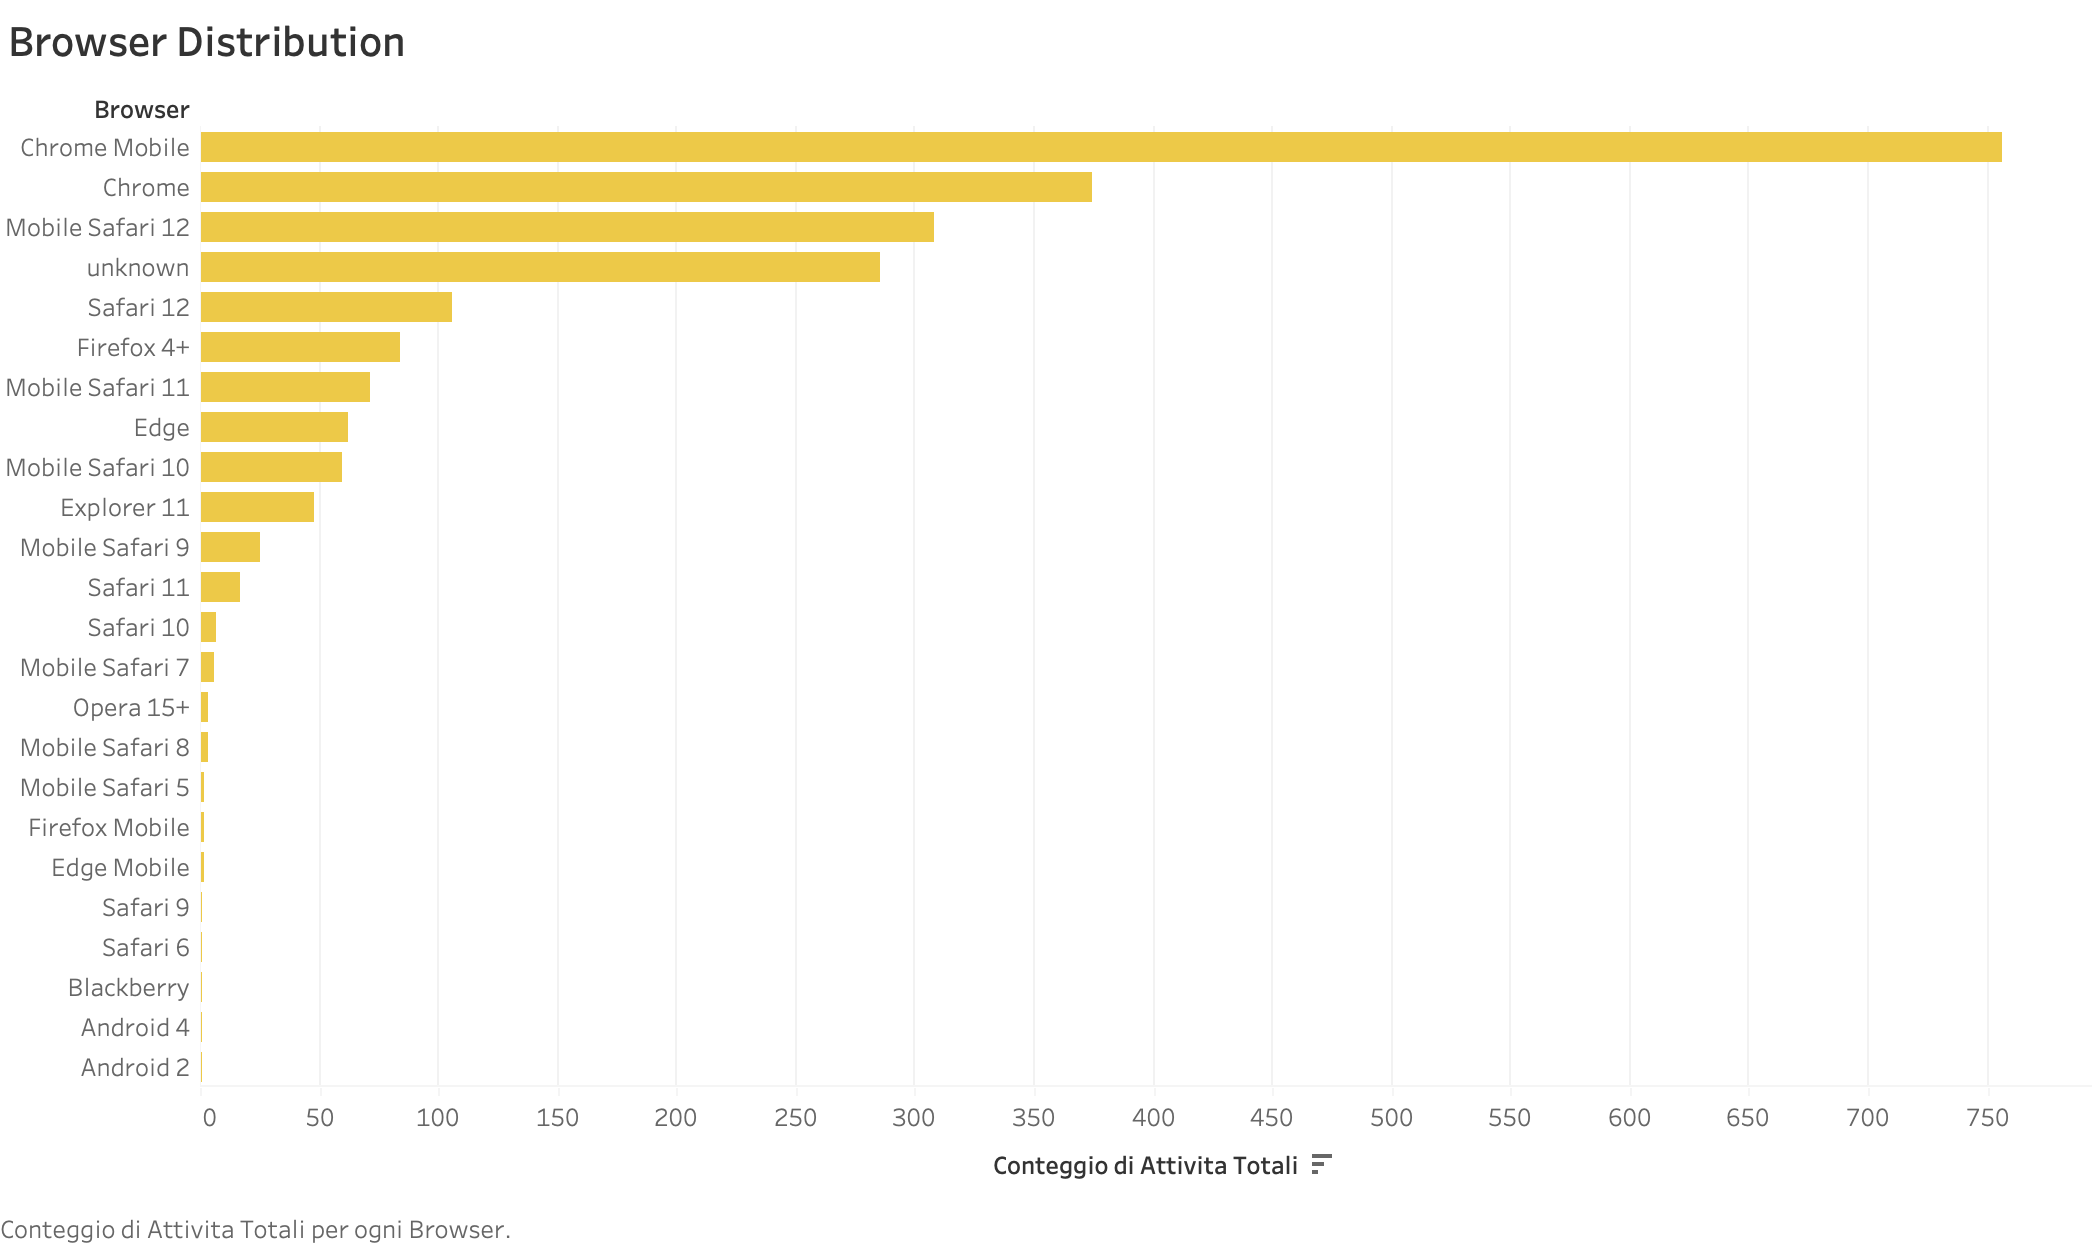 Browser Distribution
Browser
Chrome Mobile
Chrome
Mobile Safari 12
unknown
Safari 12
Firefox 4+
Mobile Safari 11
Edge
Mobile Safari 10
Explorer 11
Mobile Safari 9
Safari 11
Safari 10
Mobile Safari 7
Opera 15+
Mobile Safari 8
Mobile Safari 5
Firefox Mobile
Edge Mobile
Safari 9
Safari 6
Blackberry
Android 4
Android 2
0 50 100 150 200 250 300 350 400 450 500 550 600 650 700 750
Conteggio di Attivita Totali
Conteggio di Attivita Totali per ogni Browser.